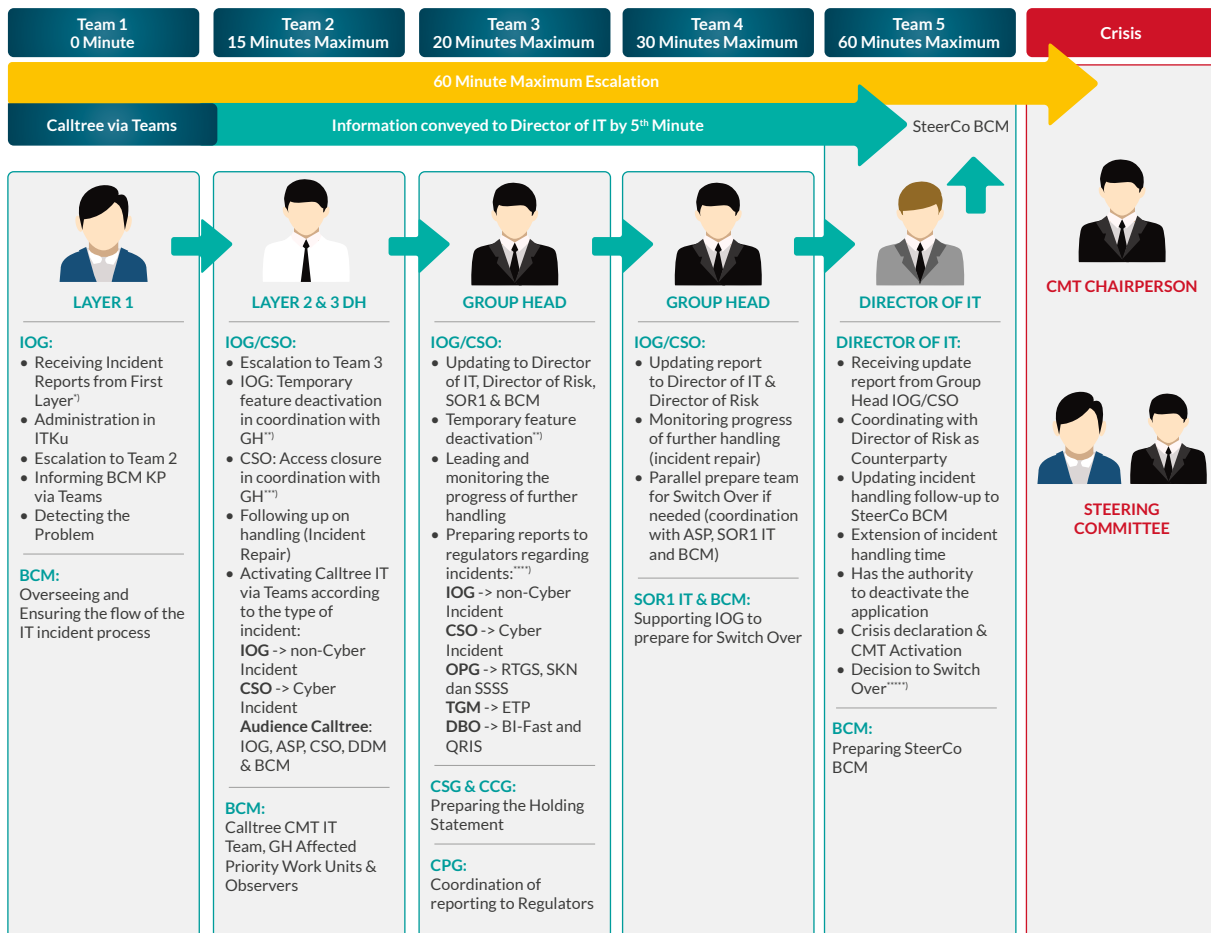 Team 1
0 Minute
Team 2
15 Minutes Maximum
Team 3
20 Minutes Maximum
Team 4
30 Minutes Maximum
Team 5
60 Minutes Maximum
Crisis
60 Minute Maximum Escalation
Calltree via Teams
Information conveyed to Director of IT by 5th Minute
SteerCo BCM
LAYER 1
IOG:
• Receiving Incident
Reports from First
Layer*)
• Administration in
ITKu
• Escalation to Team 2
• Informing BCM KP
via Teams
• Detecting the
Problem
BCM:
Overseeing and
Ensuring the flow of the
IT incident process
LAYER 2 & 3 DH
IOG/CSO:
• Escalation to Team 3
• IOG: Temporary
feature deactivation
in coordination with
GH**)
• CSO: Access closure
in coordination with
GH***)
• Following up on
handling (Incident
Repair)
• Activating Calltree IT
via Teams according
to the type of
incident:
IOG -> non-Cyber
Incident
CSO -> Cyber
Incident
Audience Calltree:
IOG, ASP, CSO, DDM
& BCM
BCM:
Calltree CMT IT
Team, GH Affected
Priority Work Units &
Observers
GROUP HEAD
IOG/CSO:
• Updating to Director
of IT, Director of Risk,
SOR1 & BCM
• Temporary feature
deactivation**)
• Leading and
monitoring the
progress of further
handling
• Preparing reports to
regulators regarding
incidents:****)
IOG -> non-Cyber
Incident
CSO -> Cyber
Incident
OPG -> RTGS, SKN
dan SSSS
TGM -> ETP
DBO -> BI-Fast and
QRIS
CSG & CCG:
Preparing the Holding
Statement
CPG:
Coordination of
reporting to Regulators
GROUP HEAD
IOG/CSO:
• Updating report
to Director of IT &
Director of Risk
• Monitoring progress
of further handling
(incident repair)
• Parallel prepare team
for Switch Over if
needed (coordination
with ASP, SOR1 IT
and BCM)
SOR1 IT & BCM:
Supporting IOG to
prepare for Switch Over
DIRECTOR OF IT
DIRECTOR OF IT:
• Receiving update
report from Group
Head IOG/CSO
• Coordinating with
Director of Risk as
Counterparty
• Updating incident
handling follow-up to
SteerCo BCM
• Extension of incident
handling time
• Has the authority
to deactivate the
application
• Crisis declaration &
CMT Activation
• Decision to Switch
Over*****)
BCM:
Preparing SteerCo
BCM
CMT CHAIRPERSON
STEERING
COMMITTEE